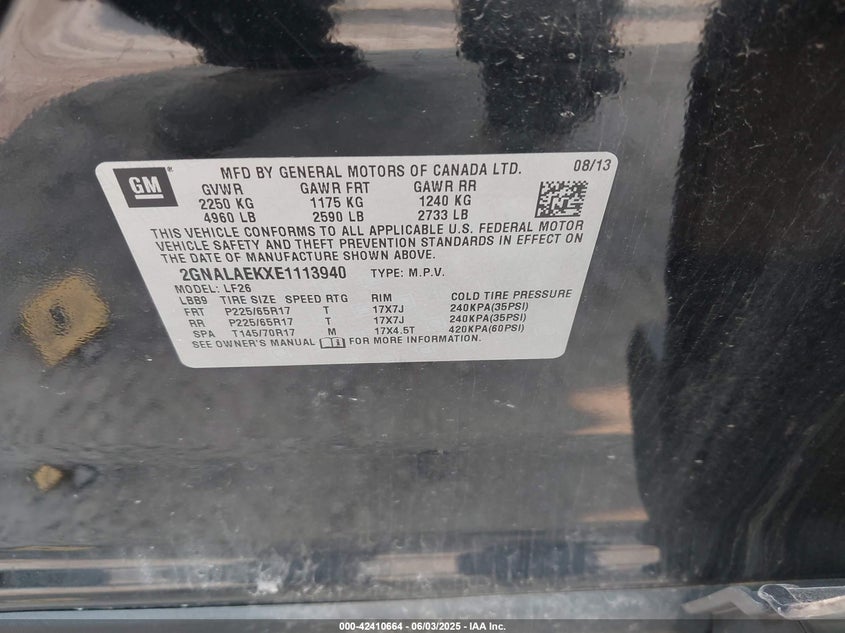 GM
MFD BY GENERAL MOTORS OF CANADA LTD. 08/13
GVWR GAWR FRT GAWR RR
2250 KG 1175 KG 1240 KG
4960 LB 2590 LB 2733 LB
THIS VEHICLE CONFORMS TO ALL APPLICABLE U.S. FEDERAL MOTOR
VEHICLE SAFETY AND THEFT PREVENTION STANDARDS IN EFFECT ON
THE DATE OF MANUFACTURE SHOWN ABOVE.
2GNALAEKXE1113940 TYPE: M.P.V.
MODEL: LF26
LBB9 TIRE SIZE SPEED RTG RIM COLD TIRE PRESSURE
FRT P225/65R17 T 17X7J 240KPA(35PSI)
RR P225/65R17 T 17X7J 240KPA(35PSI)
SPA T145/70R17 M 17X4.5T 420KPA(60PSI)
SEE OWNER'S MANUAL FOR MORE INFORMATION.
000-42410664 - 06/03/2025 - IAA Inc.